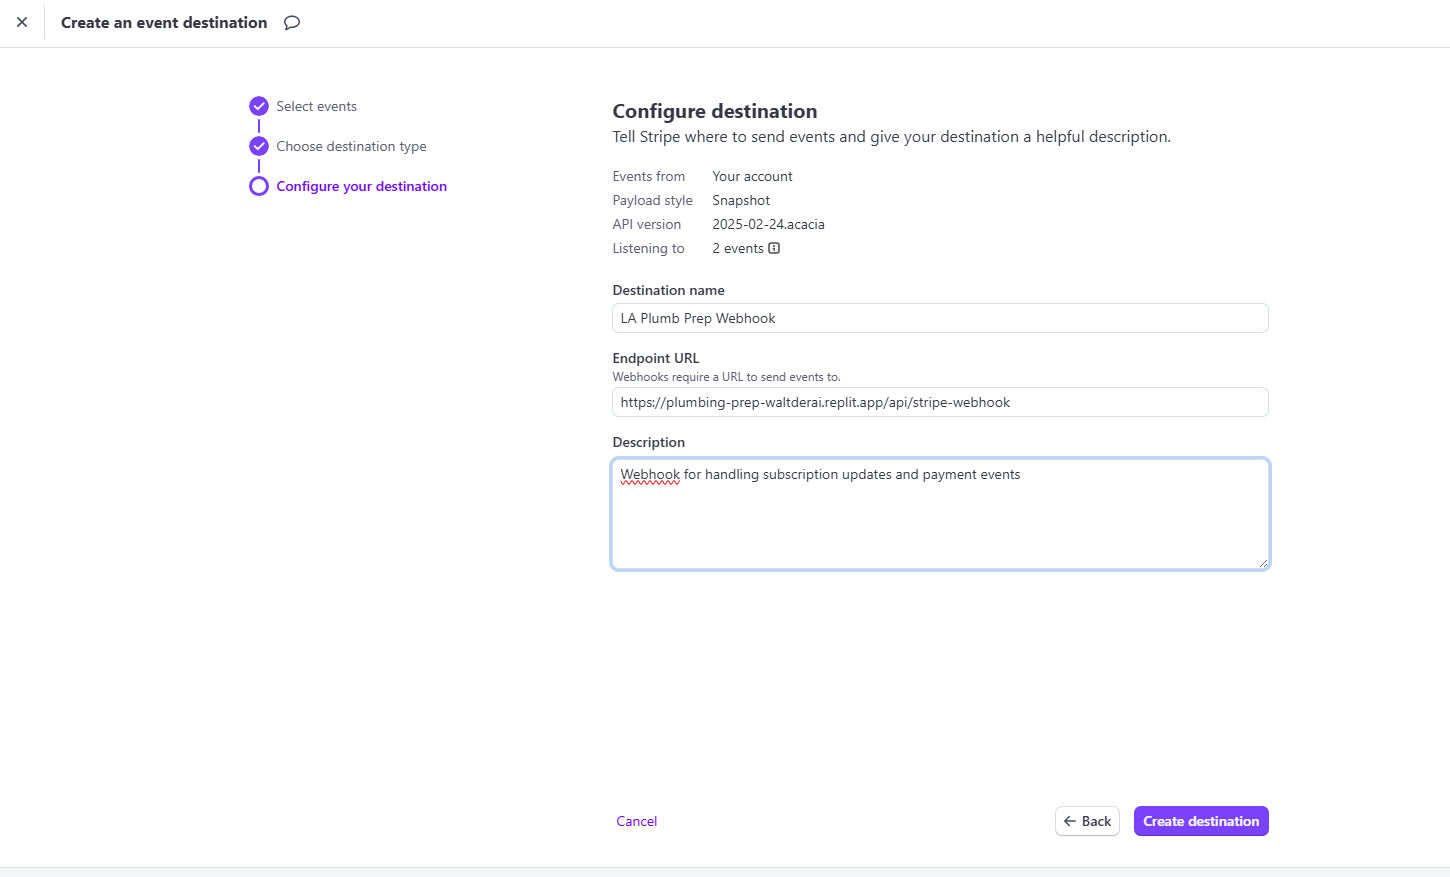 Create an event destination
Select events
Choose destination type
Configure your destination
Configure destination
Tell Stripe where to send events and give your destination a helpful description.
Events from Your account
Payload style Snapshot
API version 2025-02-24.acacia
Listening to 2 events
Destination name
LA Plumb Prep Webhook
Endpoint URL
Webhooks require a URL to send events to.
https://plumbing-prep-waltderai.replit.app/api/stripe-webhook
Description
Webhook for handling subscription updates and payment events
Cancel
Back
Create destination